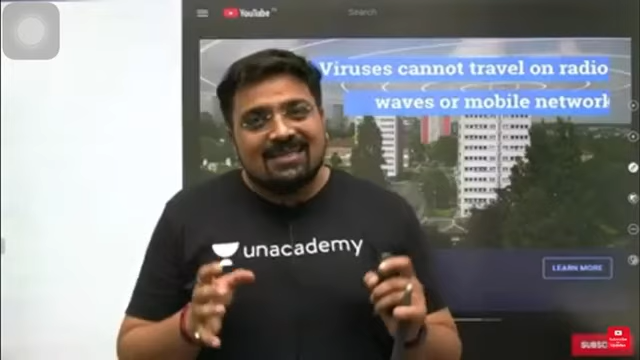 YouTube
Search
Viruses cannot travel on radio
waves or mobile network
unacademy
LEARN MORE
SUBSC